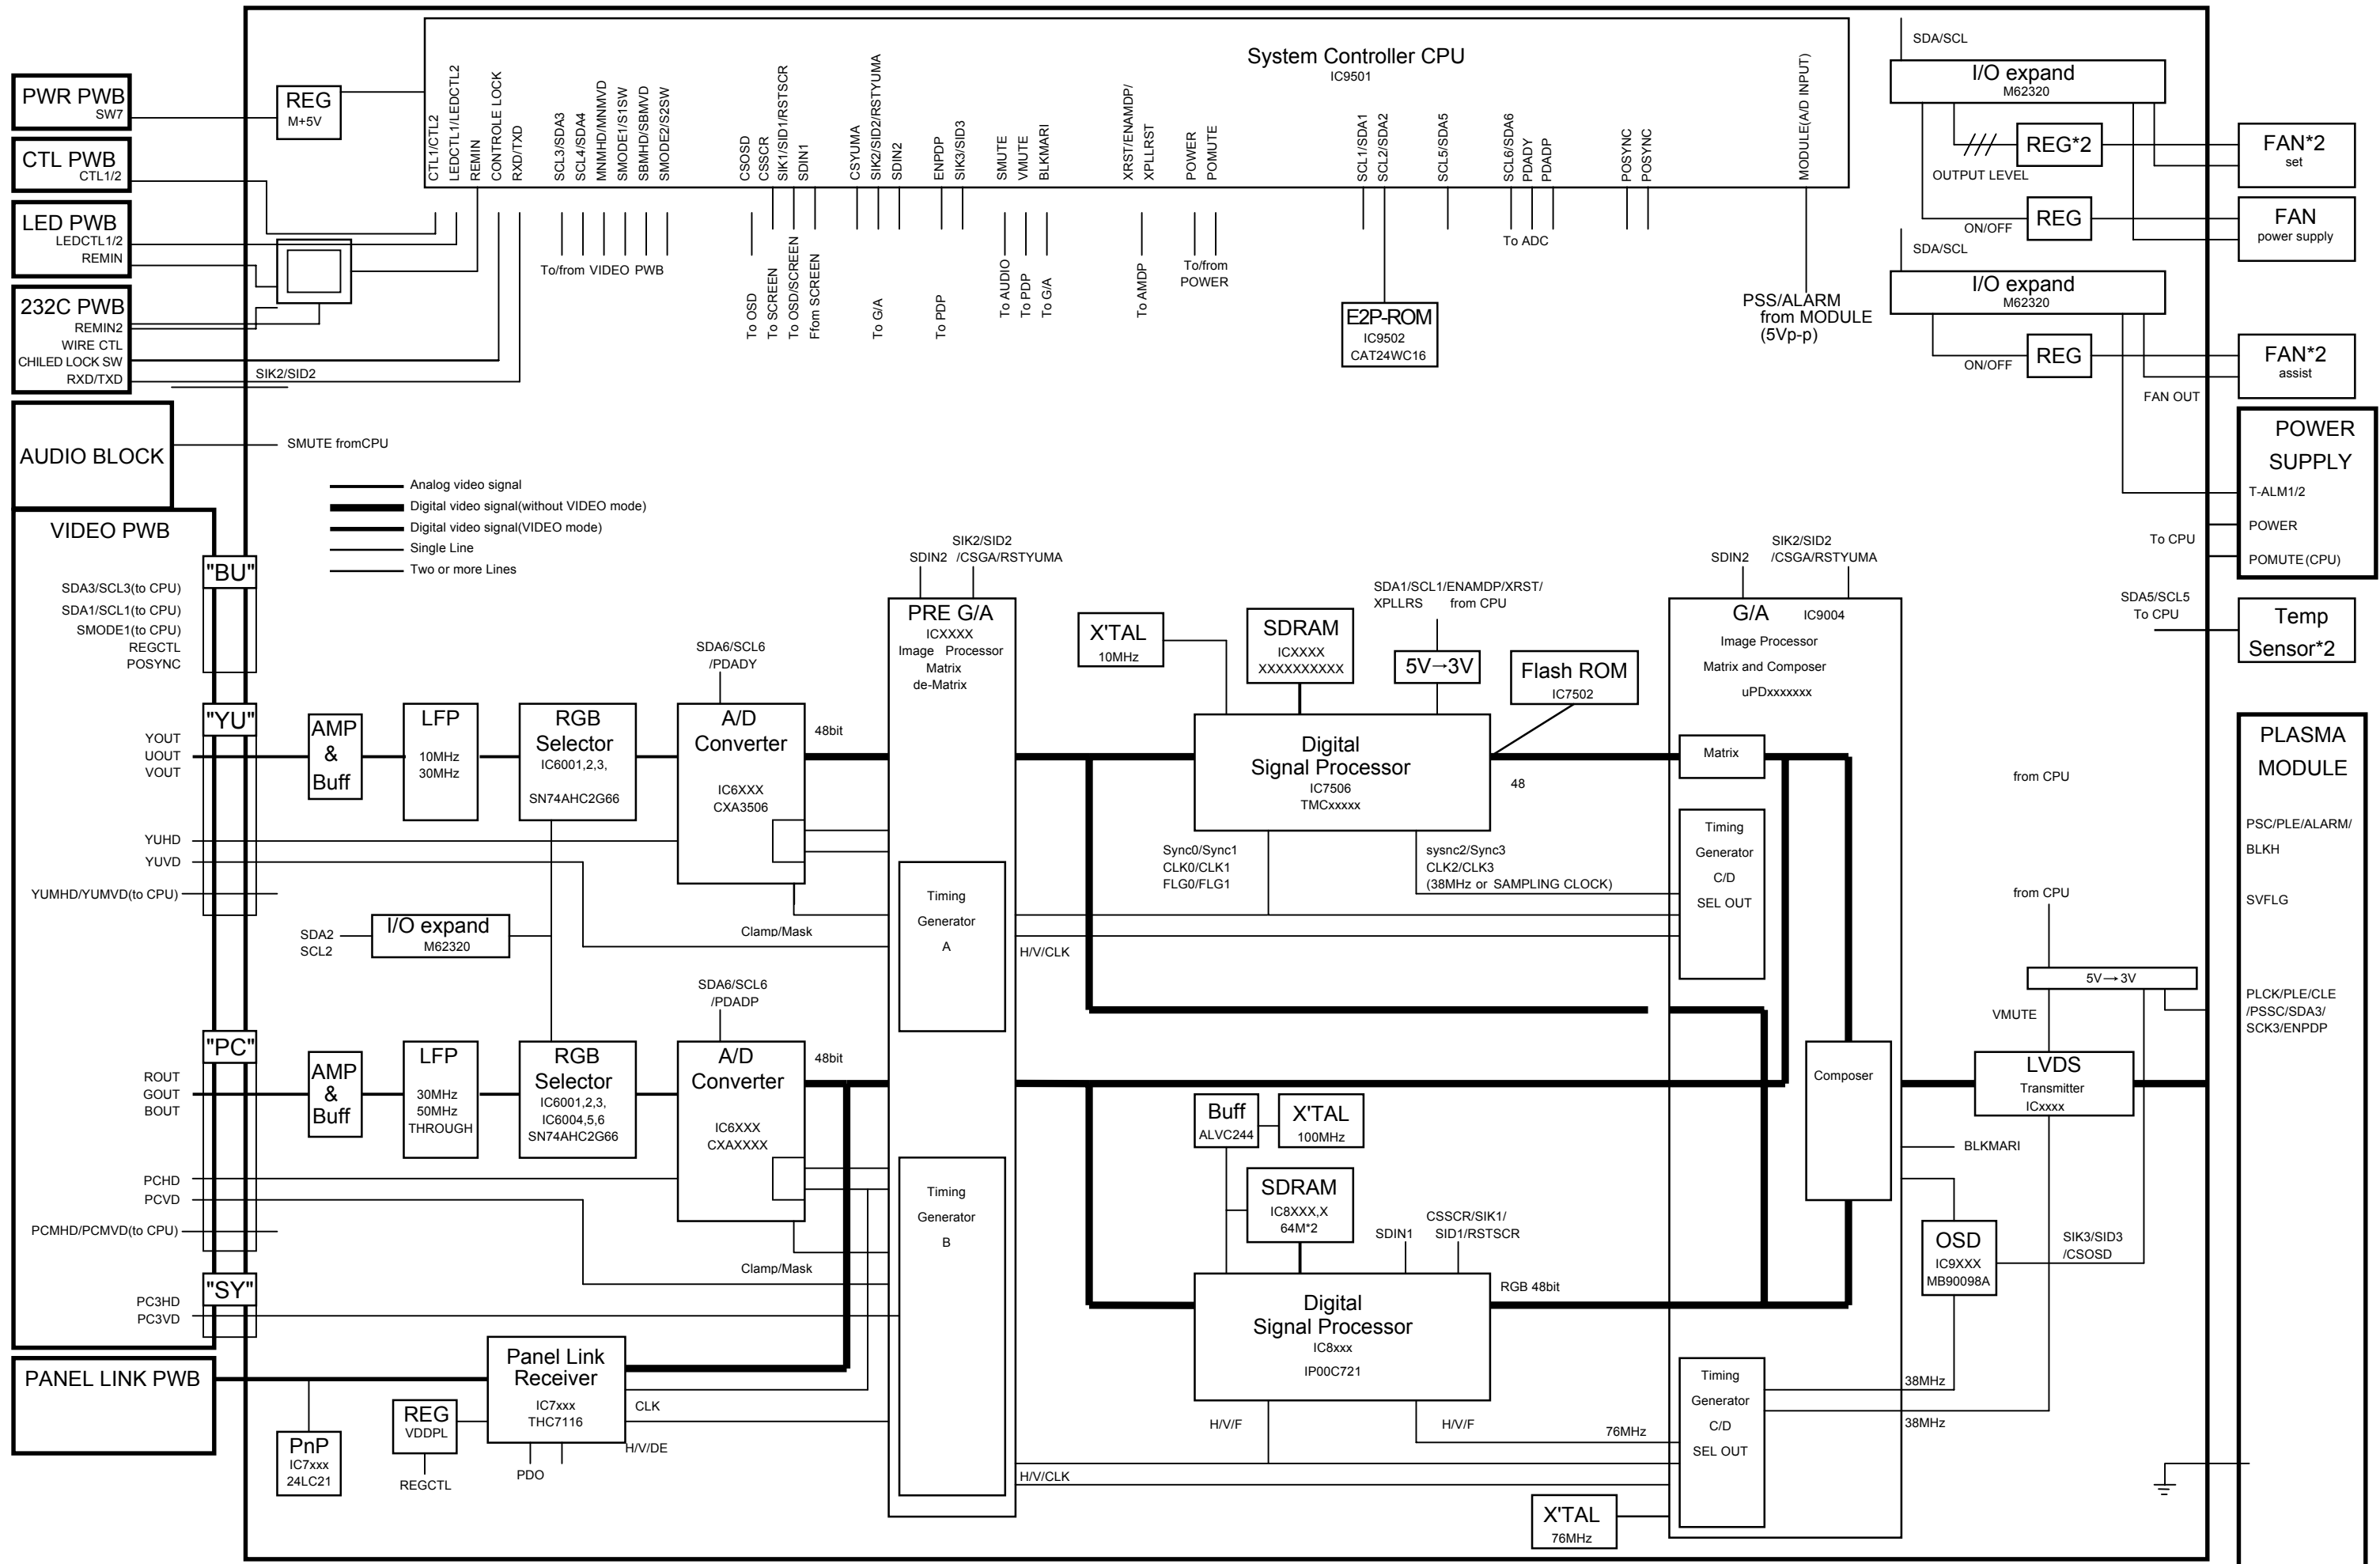 System Controller CPU
IC9501
CTL1/CTL2
LEDCTL1/LEDCTL2
REMIN
CONTROLE LOCK
RXD/TXD
SCL3/SDA3
SCL4/SDA4
MNMHD/MNMVD
SMODE1/S1SW
SBMHD/SBMVD
SMODE2/S2SW
CSOSD
CSSCR
SIK1/SID1/RSTSCR
SDIN1
CSYUMA
SIK2/SID2/RSTYUMA
SDIN2
ENPDP
SIK3/SID3
SMUTE
VMUTE
BLKMARI
XRST/ENAMDP/
XPLLRST
POWER
POMUTE
SCL1/SDA1
SCL2/SDA2
SCL5/SDA5
SCL6/SDA6
PDADY
PDADP
POSYNC
POSYNC
MODULE(A/D INPUT)
To/from VIDEO PWB
To OSD
To SCREEN
To OSD/SCREEN
Ffom SCREEN
To G/A
To PDP
To AUDIO
To PDP
To G/A
To AMDP
To/from
POWER
To ADC
E2P-ROM
IC9502
CAT24WC16
PSS/ALARM
from MODULE
(5Vp-p)
PWR PWB
SW7
REG
M+5V
CTL PWB
CTL1/2
LED PWB
LEDCTL1/2
REMIN
232C PWB
REMIN2
WIRE CTL
CHILED LOCK SW
RXD/TXD
SIK2/SID2
AUDIO BLOCK
SMUTE fromCPU
SDA/SCL
I/O expand
M62320
REG*2
OUTPUT LEVEL
FAN*2
set
REG
ON/OFF
FAN
power supply
SDA/SCL
I/O expand
M62320
REG
ON/OFF
FAN*2
assist
FAN OUT
POWER
SUPPLY
T-ALM1/2
POWER
POMUTE(CPU)
To CPU
SDA5/SCL5
To CPU
Temp
Sensor*2
Analog video signal
Digital video signal(without VIDEO mode)
Digital video signal(VIDEO mode)
Single Line
Two or more Lines
VIDEO PWB
"BU"
SDA3/SCL3(to CPU)
SDA1/SCL1(to CPU)
SMODE1(to CPU)
REGCTL
POSYNC
"YU"
YOUT
UOUT
VOUT
YUHD
YUVD
YUMHD/YUMVD(to CPU)
AMP
&
Buff
LFP
10MHz
30MHz
RGB
Selector
IC6001,2,3,
SN74AHC2G66
SDA6/SCL6
/PDADY
A/D
Converter
IC6XXX
CXA3506
48bit
Clamp/Mask
SDA2
SCL2
I/O expand
M62320
"PC"
ROUT
GOUT
BOUT
PCHD
PCVD
PCMHD/PCMVD(to CPU)
AMP
&
Buff
LFP
30MHz
50MHz
THROUGH
RGB
Selector
IC6001,2,3,
IC6004,5,6
SN74AHC2G66
SDA6/SCL6
/PDADP
A/D
Converter
IC6XXX
CXAXXXX
48bit
Clamp/Mask
"SY"
PC3HD
PC3VD
PANEL LINK PWB
PnP
IC7xxx
24LC21
REG
VDDPL
REGCTL
Panel Link
Receiver
IC7xxx
THC7116
PDO
CLK
H/V/DE
SDIN2
SIK2/SID2
/CSGA/RSTYUMA
PRE G/A
ICXXXX
Image Processor
Matrix
de-Matrix
Timing
Generator
A
H/V/CLK
Timing
Generator
B
H/V/CLK
X'TAL
10MHz
SDRAM
ICXXXX
XXXXXXXXXX
SDA1/SCL1/ENAMDP/XRST/
XPLLRS from CPU
5V→3V
Flash ROM
IC7502
Digital
Signal Processor
IC7506
TMCxxxxx
48
Sync0/Sync1
CLK0/CLK1
FLG0/FLG1
sysnc2/Sync3
CLK2/CLK3
(38MHz or SAMPLING CLOCK)
Buff
ALVC244
X'TAL
100MHz
SDRAM
IC8XXX,X
64M*2
SDIN1
CSSCR/SIK1/
SID1/RSTSCR
Digital
Signal Processor
IC8xxx
IP00C721
RGB 48bit
H/V/F
H/V/F
76MHz
X'TAL
76MHz
SDIN2
SIK2/SID2
/CSGA/RSTYUMA
G/A
IC9004
Image Processor
Matrix and Composer
uPDxxxxxxx
Matrix
Timing
Generator
C/D
SEL OUT
Composer
Timing
Generator
C/D
SEL OUT
38MHz
38MHz
BLKMARI
OSD
IC9XXX
MB90098A
SIK3/SID3
/CSOSD
LVDS
Transmitter
ICxxxx
VMUTE
5V→3V
from CPU
from CPU
PLASMA
MODULE
PSC/PLE/ALARM/
BLKH
SVFLG
PLCK/PLE/CLE
/PSSC/SDA3/
SCK3/ENPDP